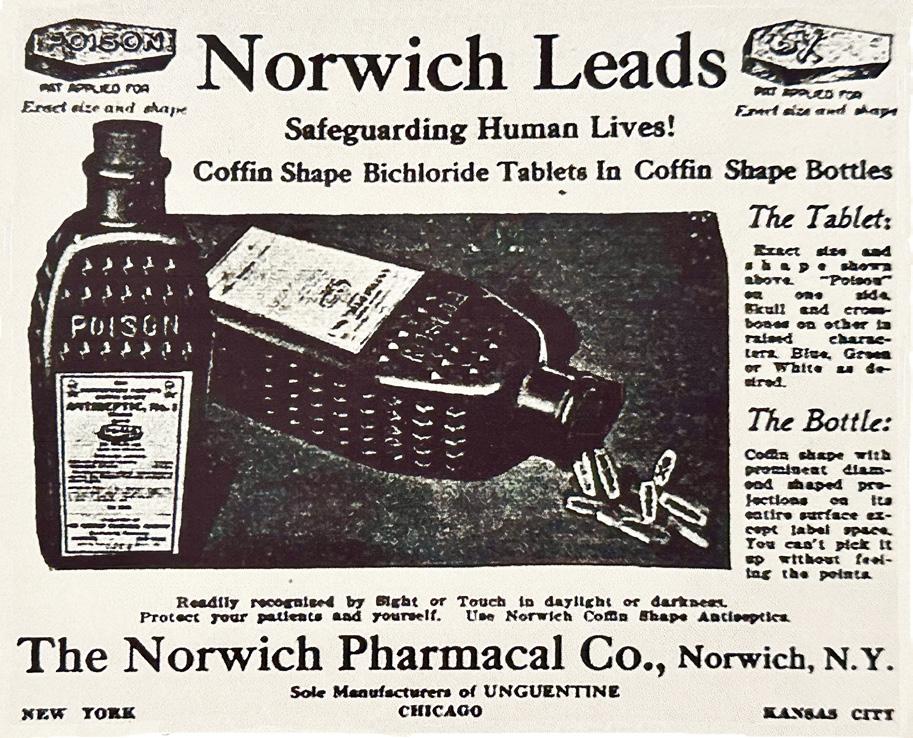 POISON
PAT APPLIED FOR
Exact size and shape
Norwich Leads
PAT APPLIED FOR
Exact size and shape
Safeguarding Human Lives!
Coffin Shape Bichloride Tablets In Coffin Shape Bottles
POISON
ANTISEPTIC, No. 1
The Tablet:
Exact size and
shape shown
above. "Poison"
on one side.
Skull and cross-
bones on other in
raised charac-
ters. Blue, Green
or White as de-
sired.
The Bottle:
Coffin shape with
prominent diam-
ond shaped pro-
jections on its
entire surface ex-
cept label space.
You can't pick it
up without feel-
ing the points.
Readily recognized by Sight or Touch in daylight or darkness.
Protect your patients and yourself. Use Norwich Coffin Shape Antiseptics.
The Norwich Pharmacal Co., Norwich, N.Y.
Sole Manufacturers of UNGUENTINE
NEW YORK CHICAGO KANSAS CITY